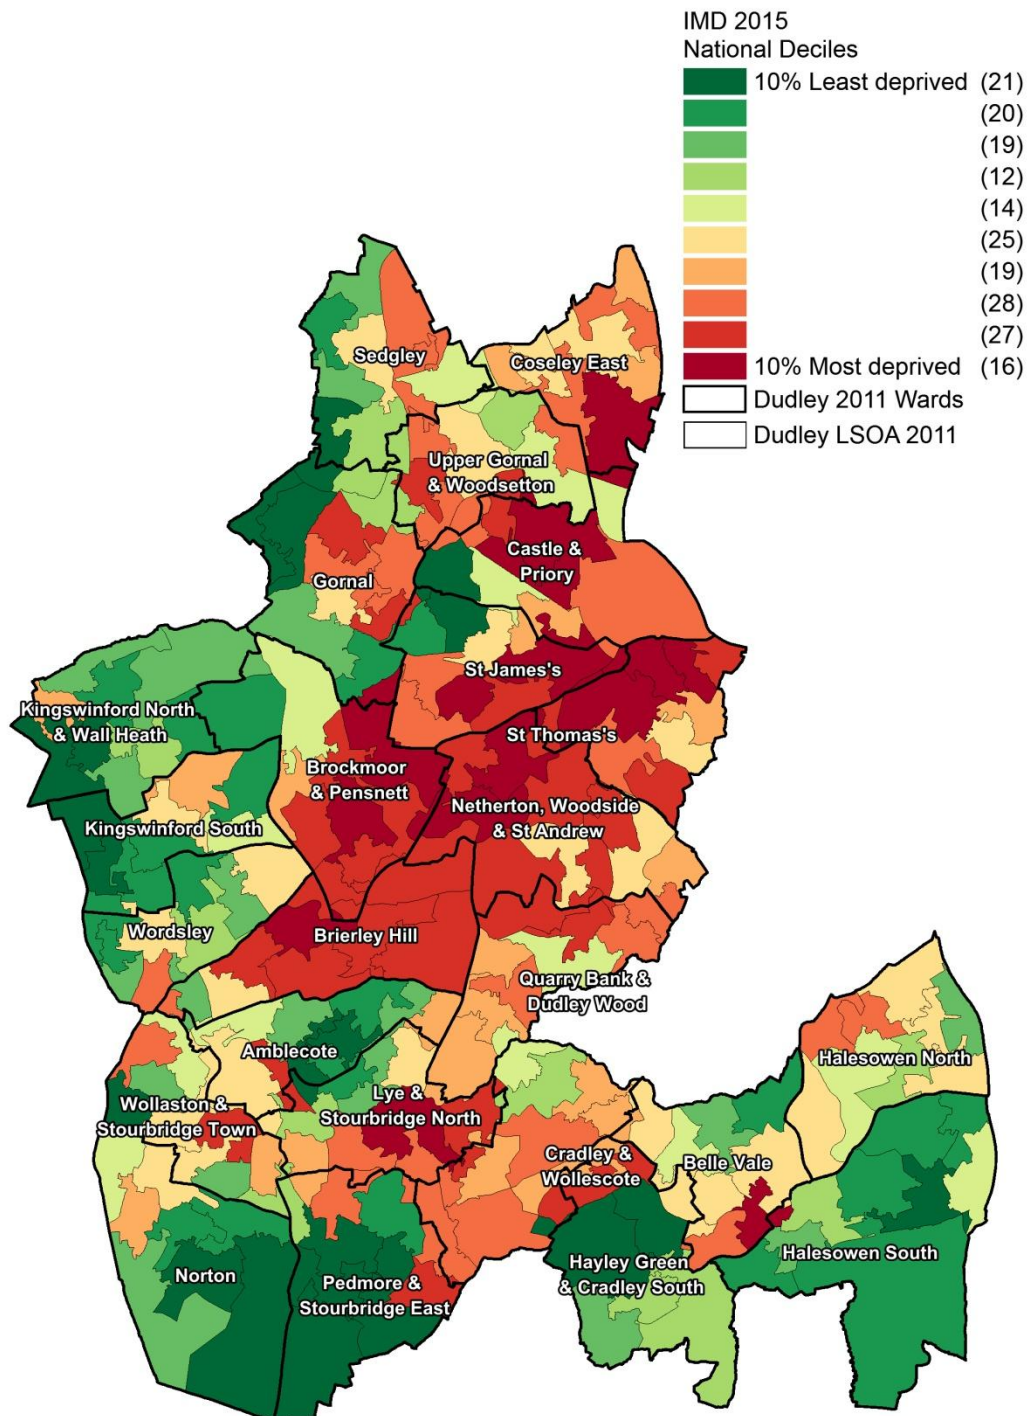 IMD 2015
National Deciles
10% Least deprived (21)
(20)
(19)
(12)
(14)
(25)
(19)
(28)
(27)
10% Most deprived (16)
Dudley 2011 Wards
Dudley LSOA 2011
Sedgley
Coseley East
Upper Gornal
& Woodsetton
Castle &
Priory
Gornal
St James's
Kingswinford North
& Wall Heath
St Thomas's
Brockmoor
& Pensnett
Netherton, Woodside
& St Andrew
Kingswinford South
Wordsley
Brierley Hill
Quarry Bank &
Dudley Wood
Amblecote
Halesowen North
Wollaston &
Stourbridge Town
Lye &
Stourbridge North
Cradley &
Wollescote
Belle Vale
Halesowen South
Norton
Pedmore &
Stourbridge East
Hayley Green
& Cradley South